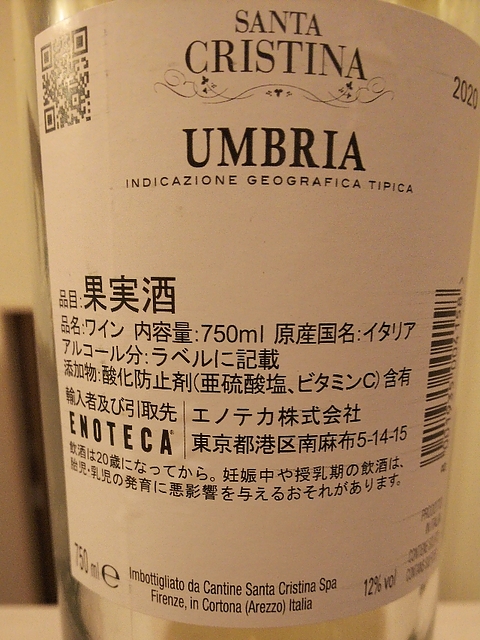 SANTA
CRISTINA
2020
UMBRIA
INDICAZIONE GEOGRAFICA TIPICA
品目:果実酒
品名:ワイン 内容量:750ml 原産国名:イタリア
アルコール分:ラベルに記載
添加物:酸化防止剤(亜硫酸塩、ビタミンC)含有
輸入者及び引取先
ENOTECA
エノテカ株式会社
東京都港区南麻布5-14-15
飲酒は20歳になってから。妊娠中や授乳期の飲酒は、
胎児・乳児の発育に悪影響を与えるおそれがあります。
750 ml e
Imbottigliato da Cantine Santa Cristina Spa
Firenze, in Cortona (Arezzo) Italia
12% vol